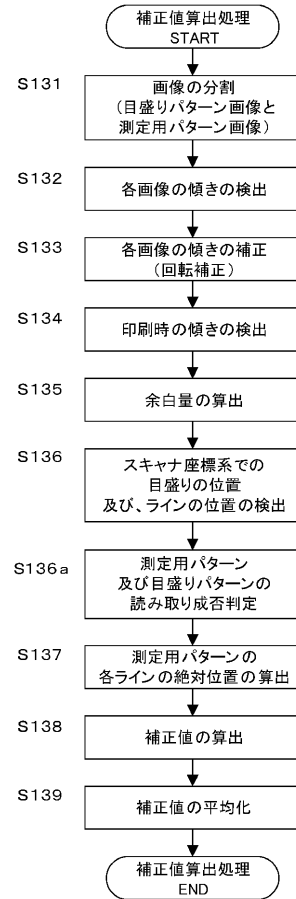 補正値算出処理
START
S131
画像の分割
(目盛りパターン画像と
測定用パターン画像)
S132
各画像の傾きの検出
S133
各画像の傾きの補正
(回転補正)
S134
印刷時の傾きの検出
S135
余白量の算出
S136
スキャナ座標系での
目盛りの位置
及び、ラインの位置の検出
S136a
測定用パターン
及び目盛りパターンの
読み取り成否判定
S137
測定用パターンの
各ラインの絶対位置の算出
S138
補正値の算出
S139
補正値の平均化
補正値算出処理
END